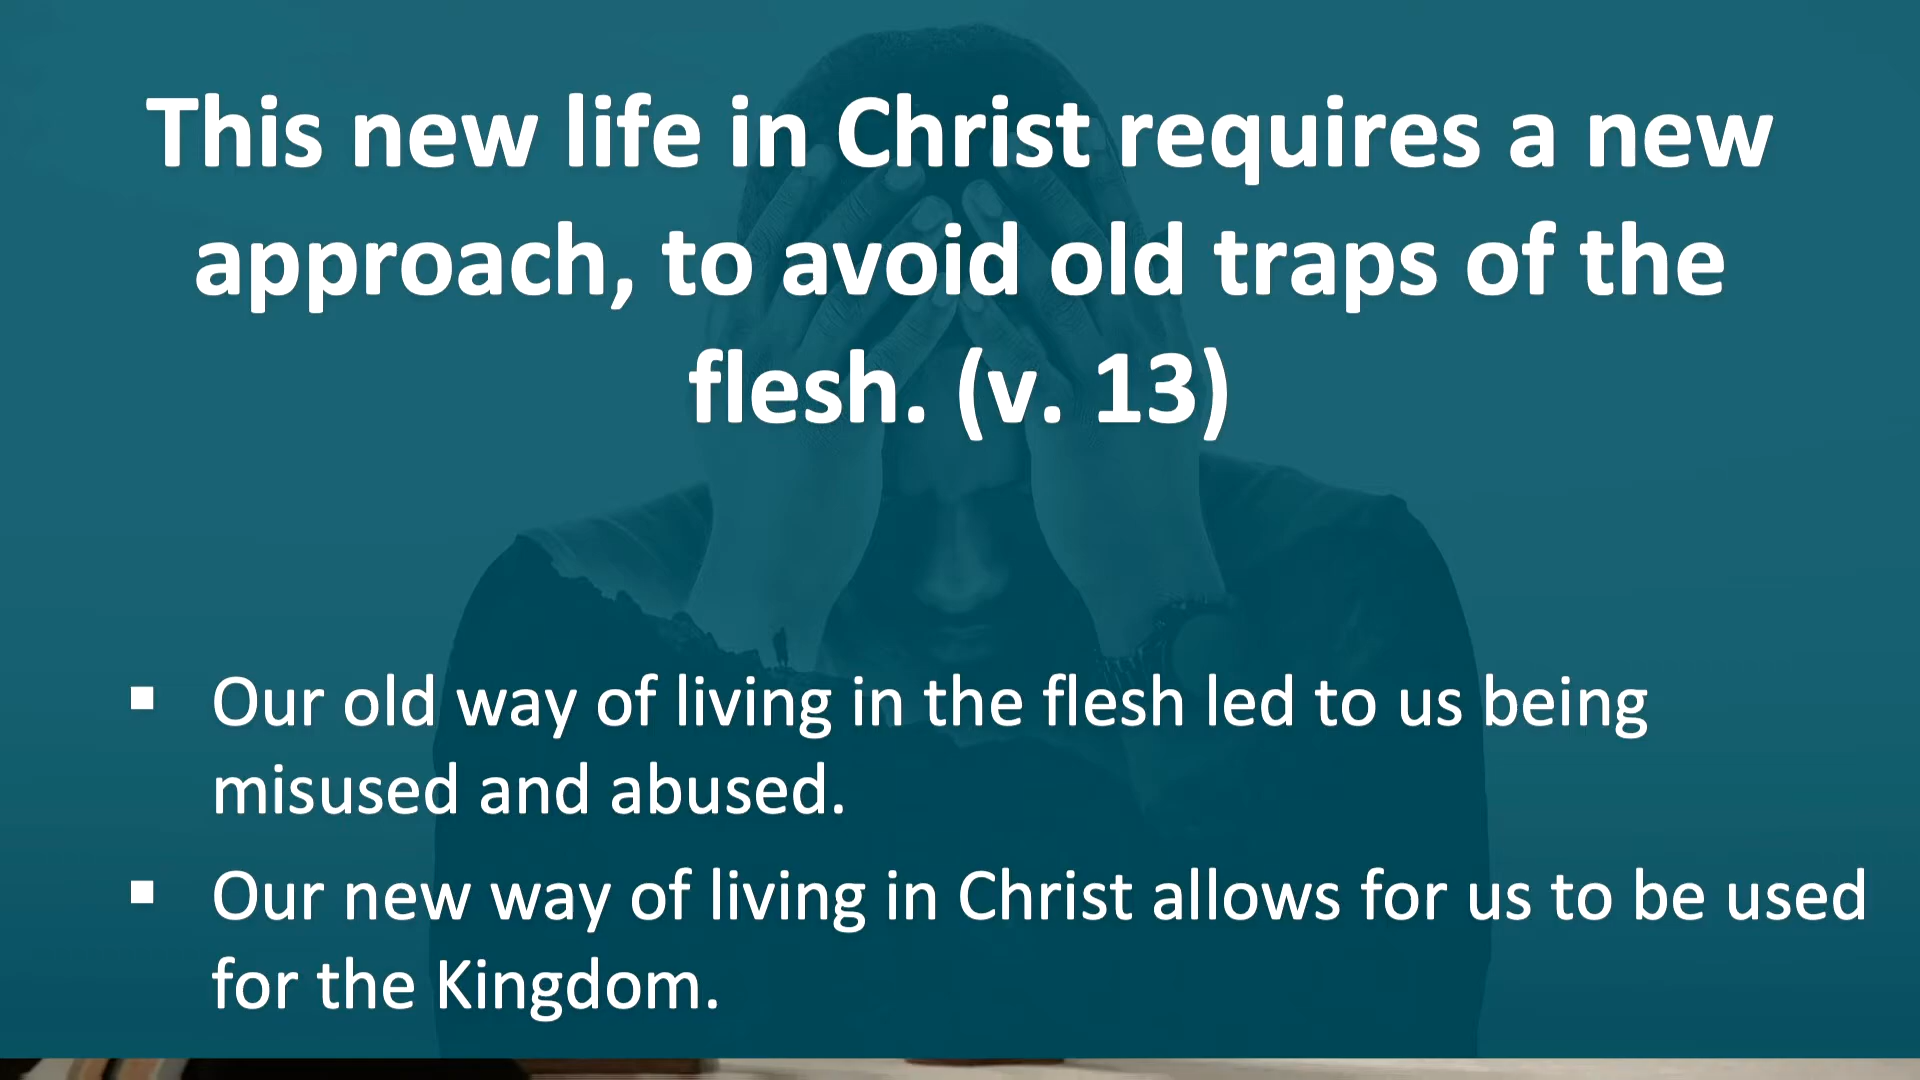 This new life in Christ requires a new
approach, to avoid old traps of the
flesh. (v. 13)
▪ Our old way of living in the flesh led to us being
misused and abused.
▪ Our new way of living in Christ allows for us to be used
for the Kingdom.